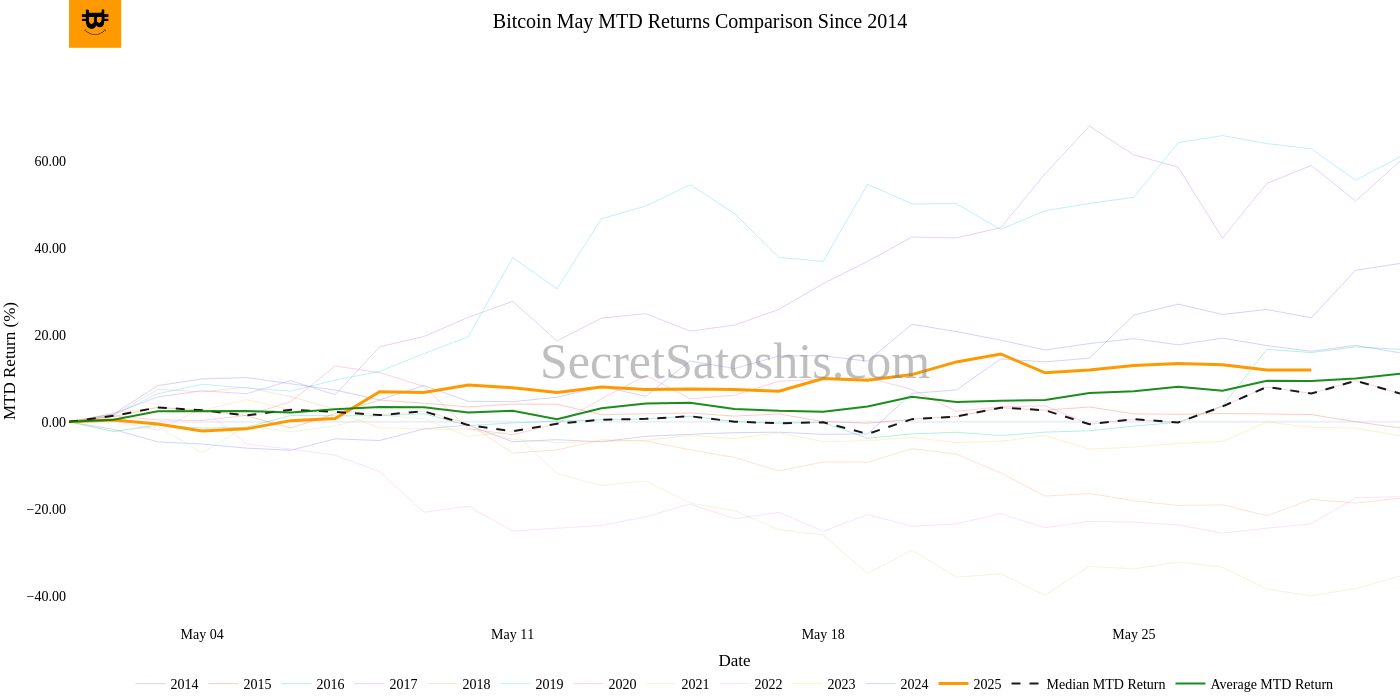 Bitcoin May MTD Returns Comparison Since 2014
MTD Return (%)
60.00
40.00
20.00
0.00
−20.00
−40.00
SecretSatoshis.com
May 04
May 11
May 18
May 25
Date
2014
2015
2016
2017
2018
2019
2020
2021
2022
2023
2024
2025
Median MTD Return
Average MTD Return